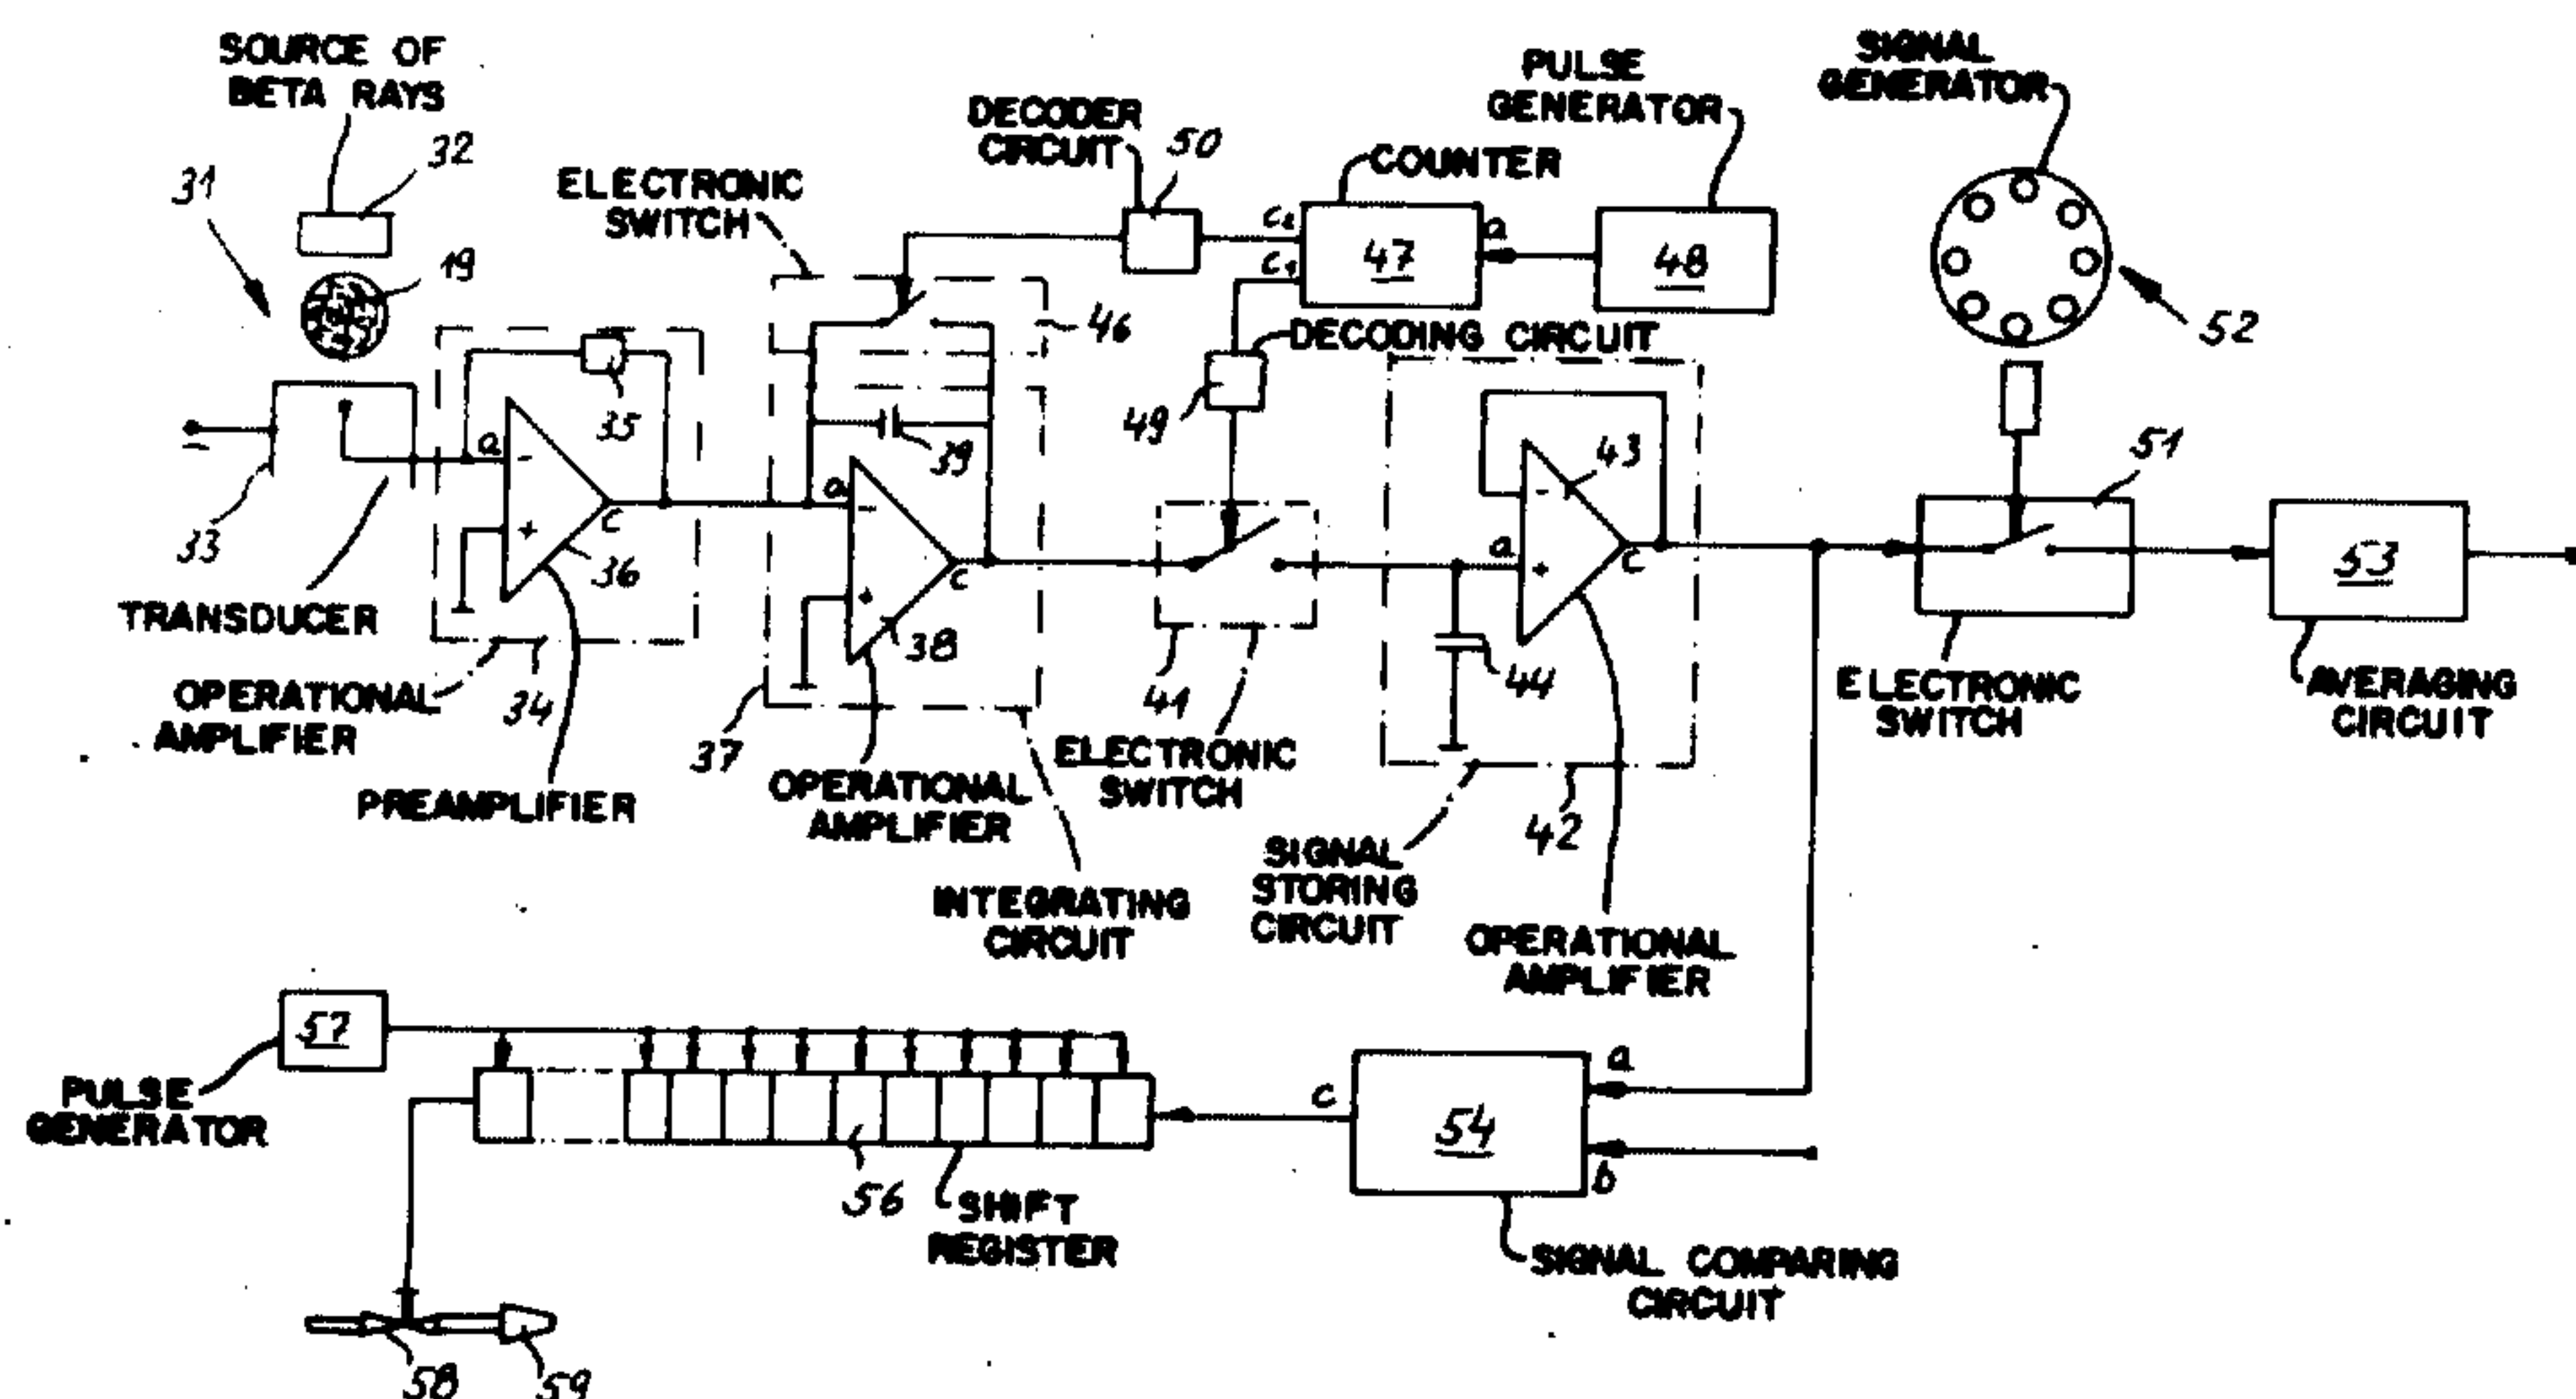 SOURCE OF
BETA RAYS
32
31
19
ELECTRONIC
SWITCH
DECODER
CIRCUIT
50
PULSE
GENERATOR
COUNTER
SIGNAL
GENERATOR
c2
c1
47
a
48
46
52
DECODING CIRCUIT
49
35
39
a
-
+
c
36
33
TRANSDUCER
a
-
+
c
38
43
-
a
+
c
44
51
53
OPERATIONAL
AMPLIFIER
34
PREAMPLIFIER
37
OPERATIONAL
AMPLIFIER
41
ELECTRONIC
SWITCH
INTEGRATING
CIRCUIT
SIGNAL
STORING
CIRCUIT
42
OPERATIONAL
AMPLIFIER
ELECTRONIC
SWITCH
AVERAGING
CIRCUIT
57
PULSE
GENERATOR
56
SHIFT
REGISTER
c
54
a
b
SIGNAL COMPARING
CIRCUIT
58
59